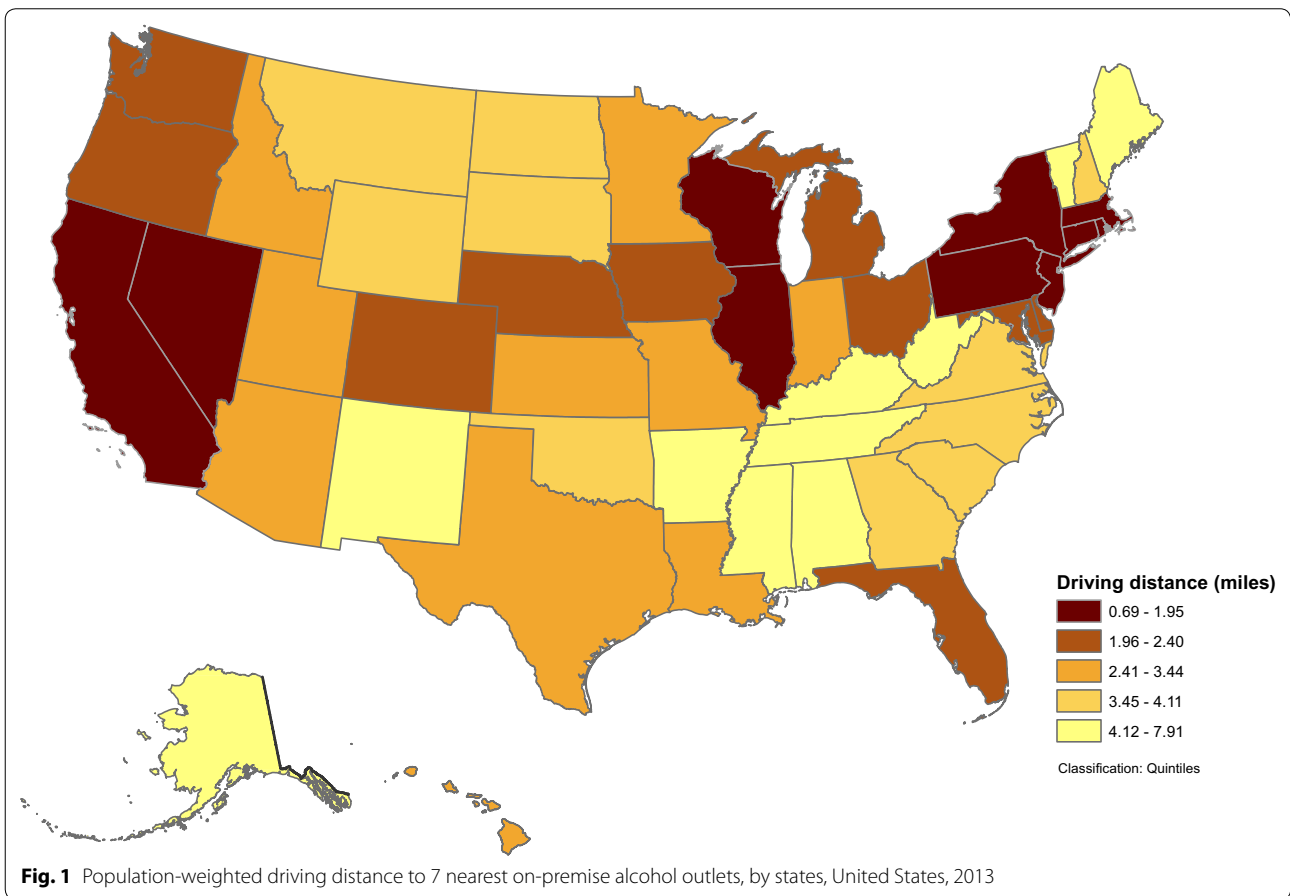 Driving distance (miles)
0.69 - 1.95
1.96 - 2.40
2.41 - 3.44
3.45 - 4.11
4.12 - 7.91
Classification: Quintiles
Fig. 1 Population-weighted driving distance to 7 nearest on-premise alcohol outlets, by states, United States, 2013